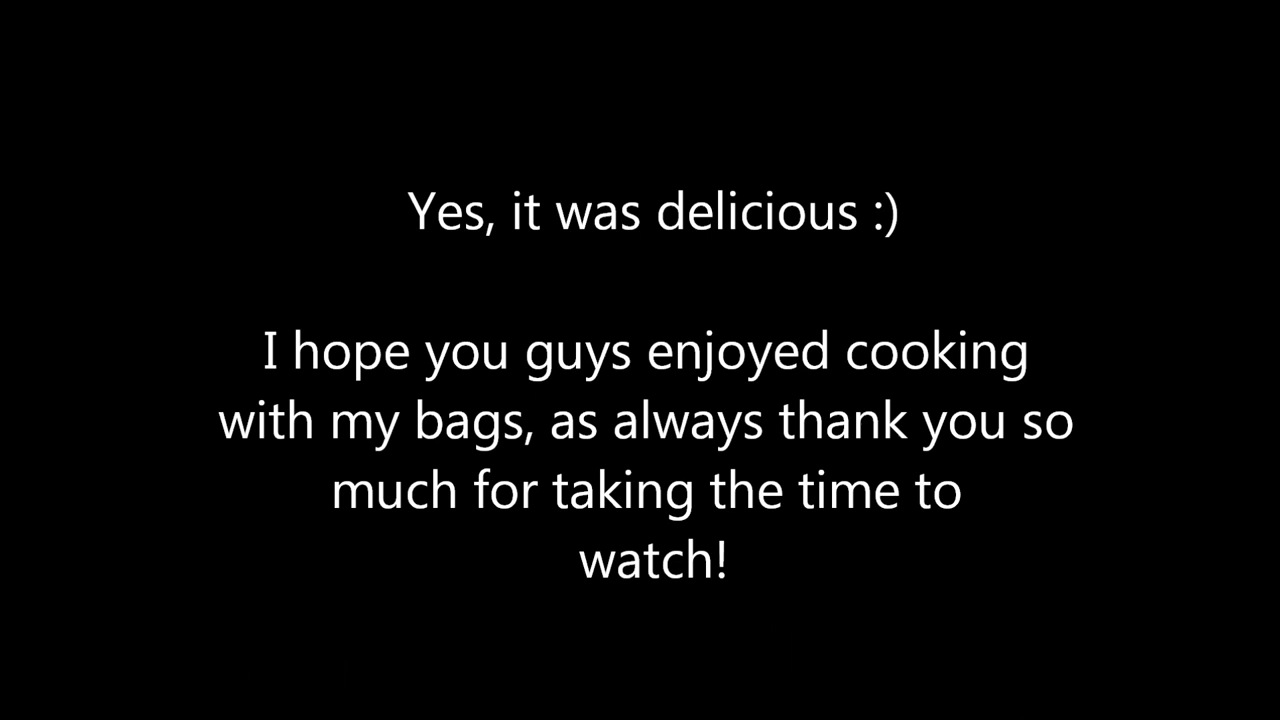 Yes, it was delicious :)
I hope you guys enjoyed cooking
with my bags, as always thank you so
much for taking the time to
watch!